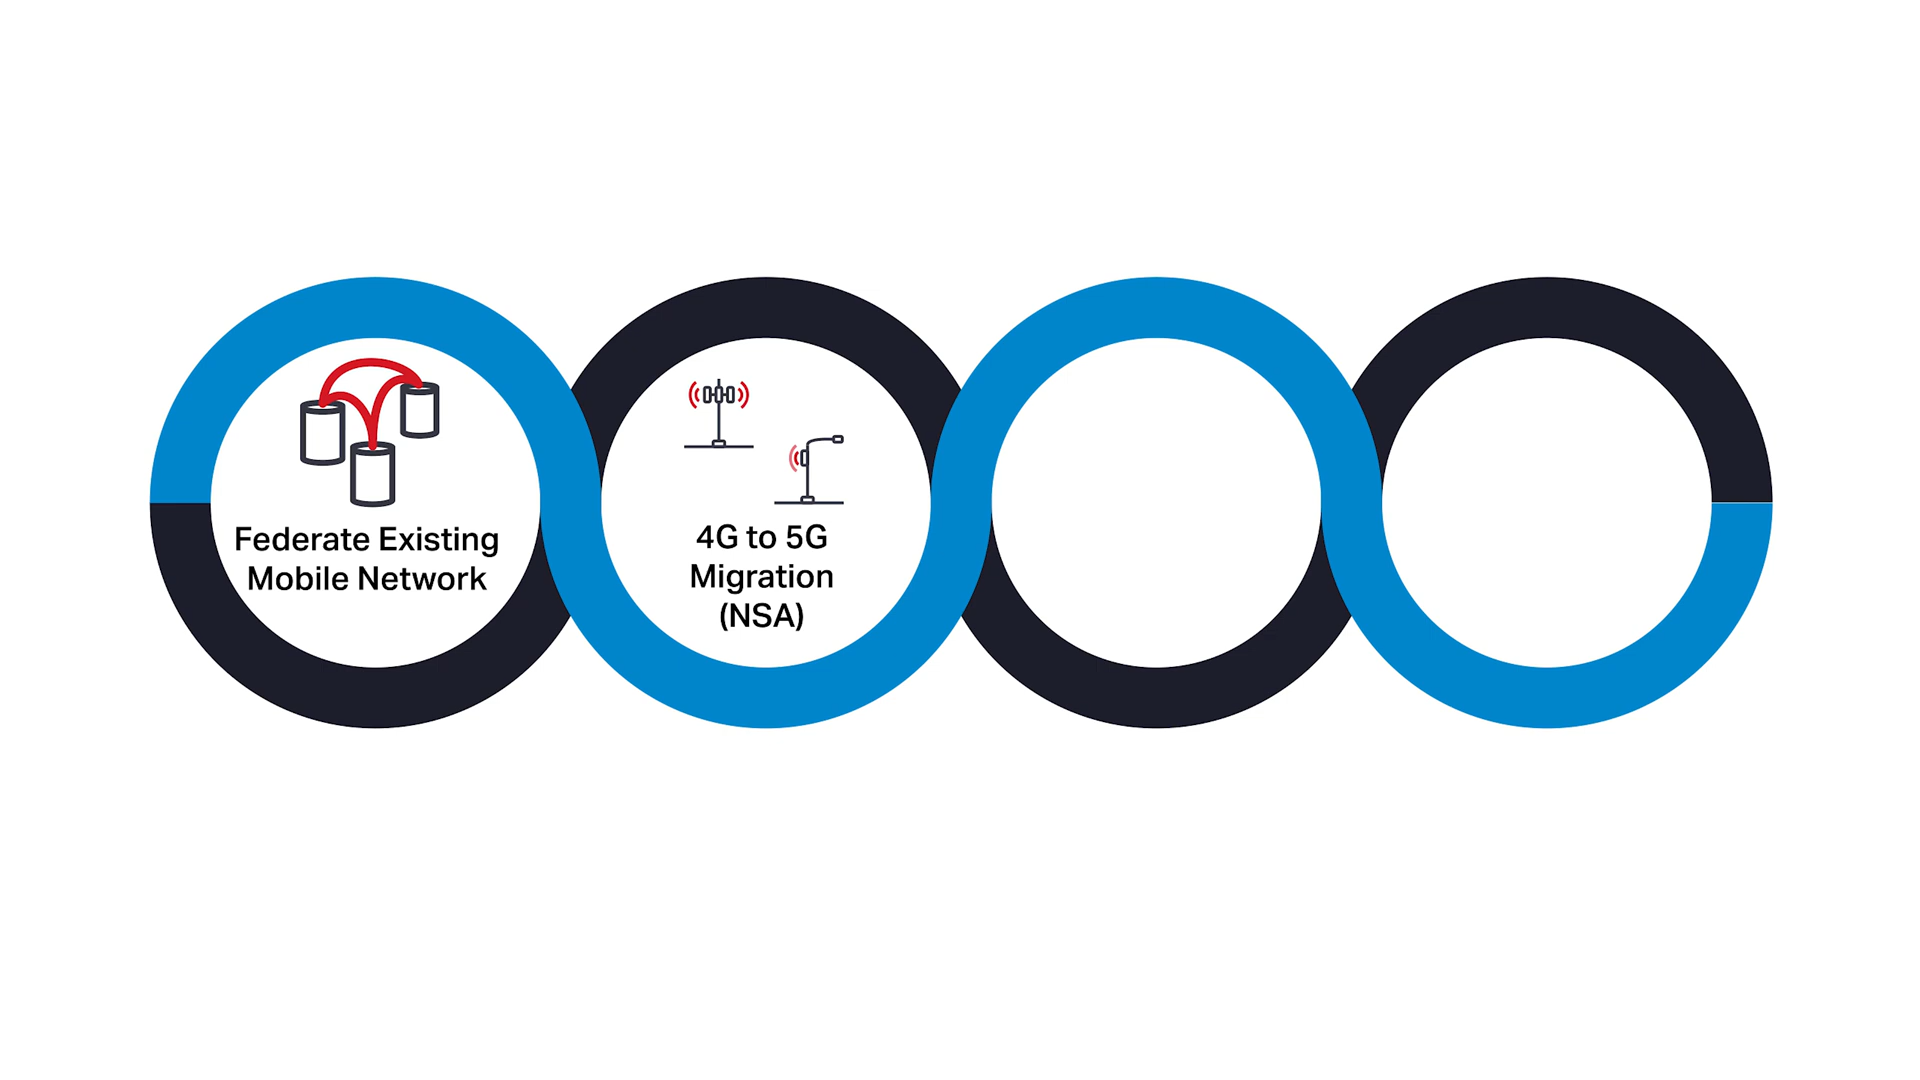 Federate Existing
Mobile Network
4G to 5G
Migration
(NSA)